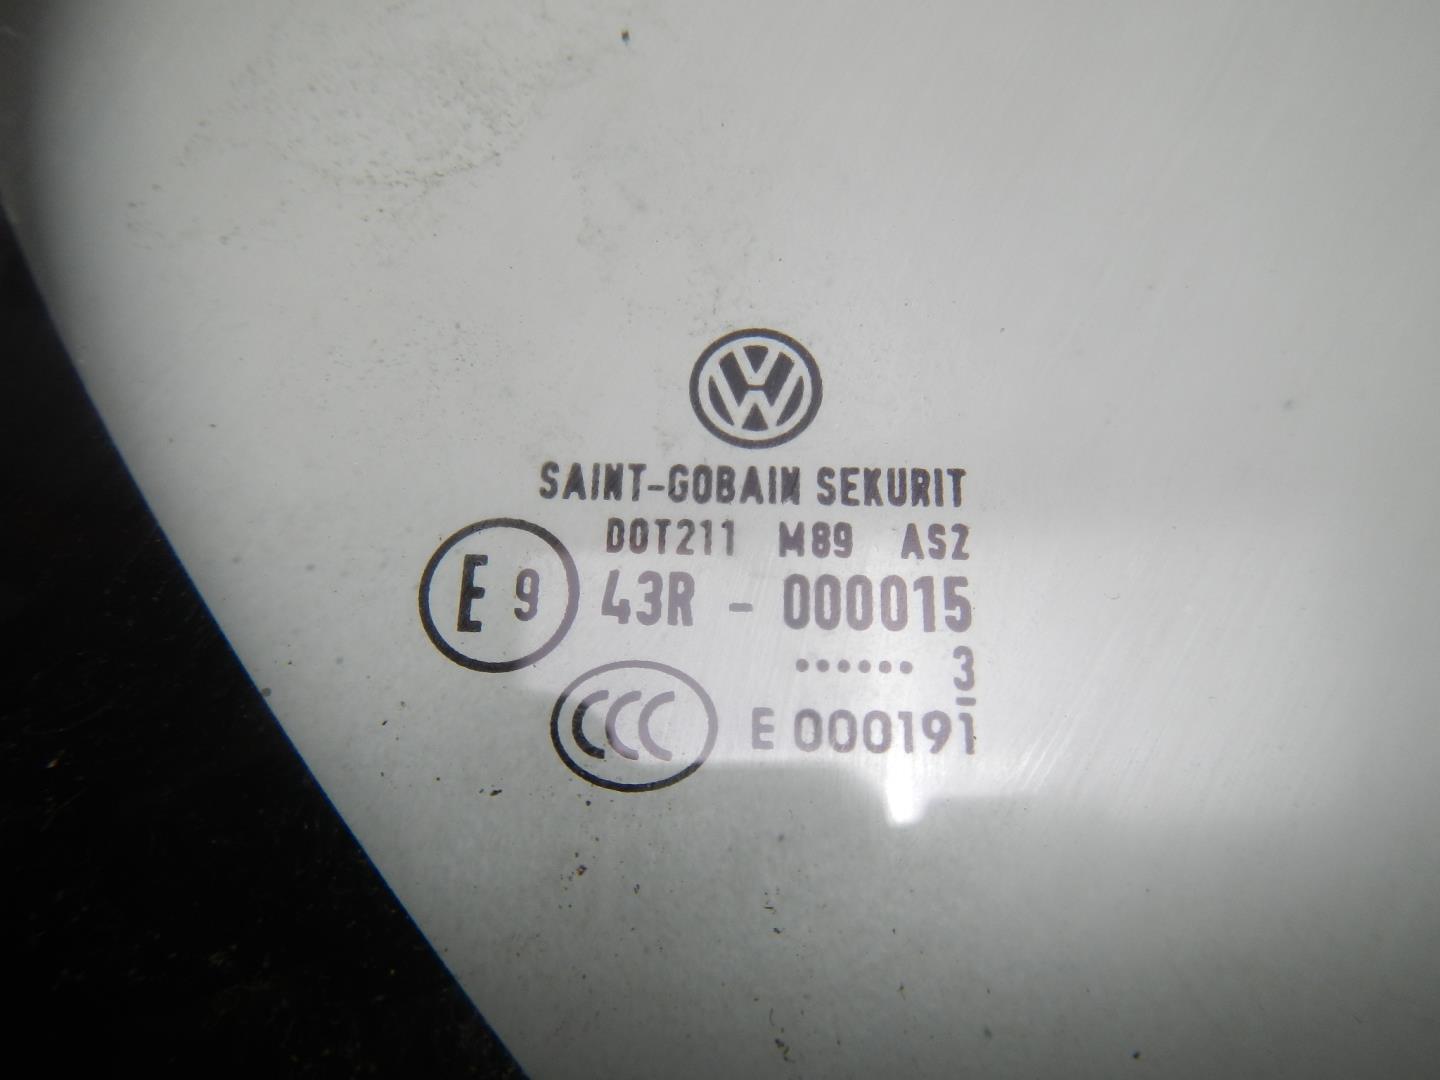 SAINT-GOBAIN SEKURIT
DOT211 M89 AS2
E 9 43R - 000015
...... 3
CCC E 000191